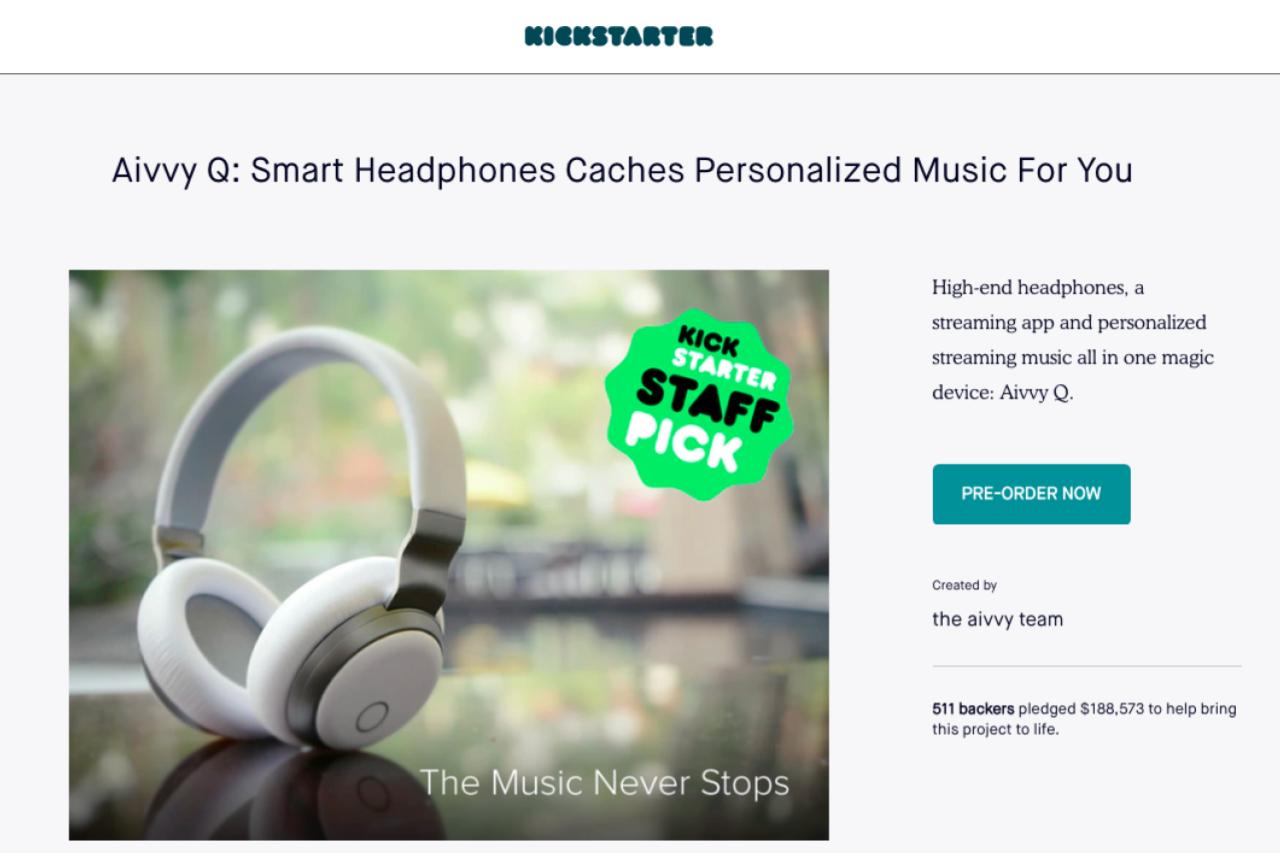 KICKSTARTER
Aivvy Q: Smart Headphones Caches Personalized Music For You
KICK
STARTER
STAFF
PICK
The Music Never Stops
High-end headphones, a
streaming app and personalized
streaming music all in one magic
device: Aivvy Q.
PRE-ORDER NOW
Created by
the aivvy team
511 backers pledged $188,573 to help bring
this project to life.